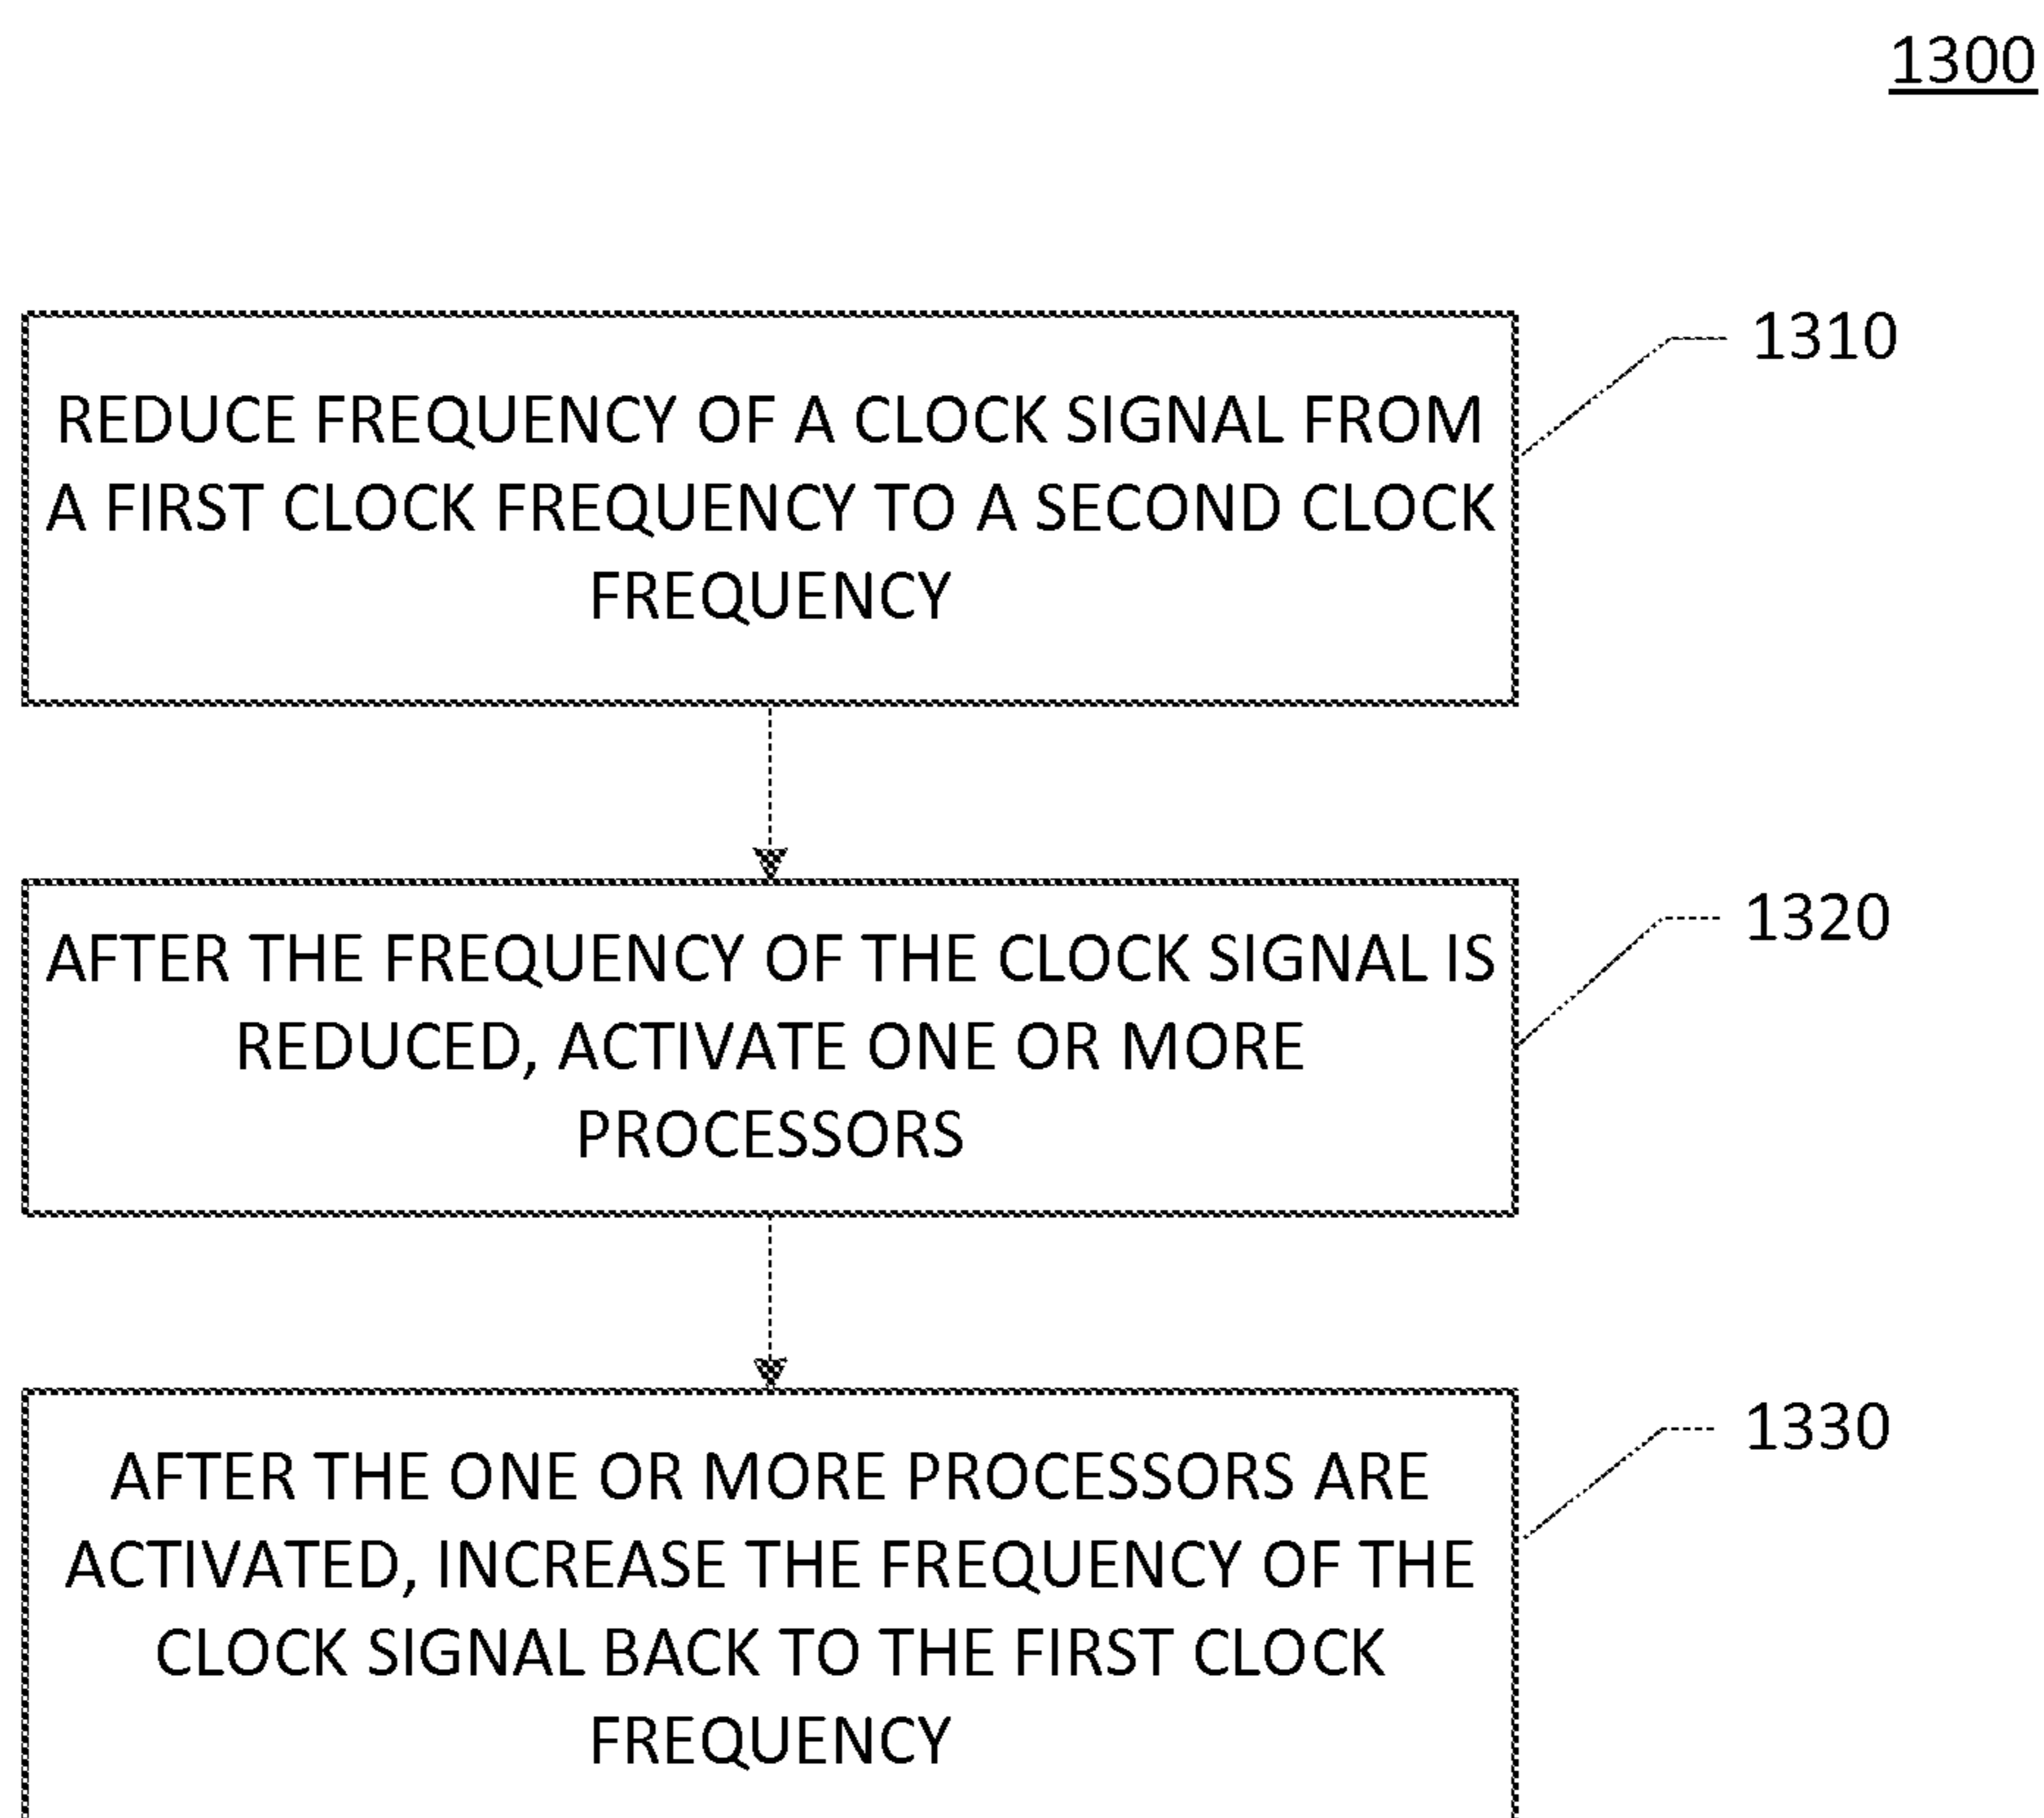 1300
1310
REDUCE FREQUENCY OF A CLOCK SIGNAL FROM
A FIRST CLOCK FREQUENCY TO A SECOND CLOCK
FREQUENCY
1320
AFTER THE FREQUENCY OF THE CLOCK SIGNAL IS
REDUCED, ACTIVATE ONE OR MORE
PROCESSORS
1330
AFTER THE ONE OR MORE PROCESSORS ARE
ACTIVATED, INCREASE THE FREQUENCY OF THE
CLOCK SIGNAL BACK TO THE FIRST CLOCK
FREQUENCY